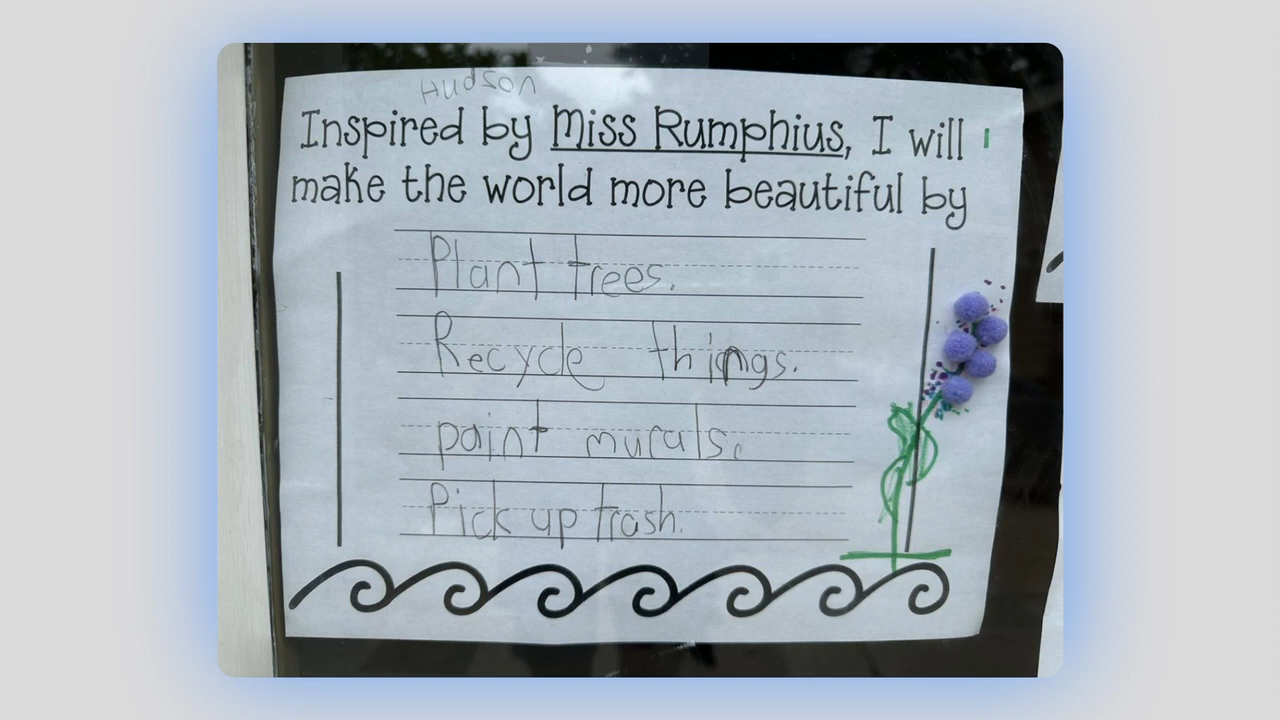 Hudson
Inspired by Miss Rumphius, I will
make the world more beautiful by
Plant trees.
Recycle things.
paint murals.
Pick up trash.